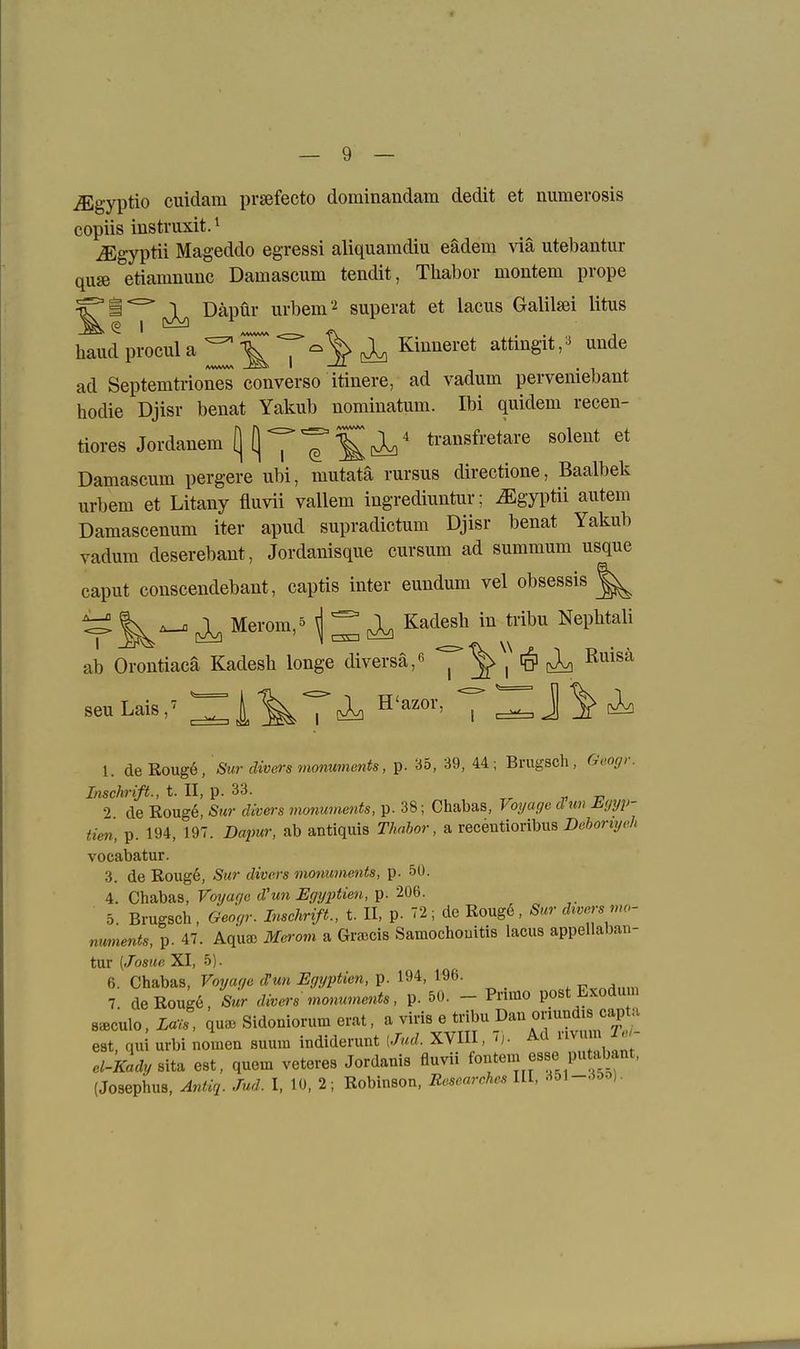 — 9 —
Ægyptio cuidam præfecto dominandam dedit et numerosis
copiis instruxit.¹
Ægyptii Mageddo egressi aliquamdiu eâdem viâ utebantur
quæ etiamnunc Damascum tendit, Thabor montem prope
Dàpûr urbem² superat et lacus Galilæi litus
haud procul a Kinneret attingit,³ unde
ad Septemtriones converso itinere, ad vadum perveniebant
hodie Djisr benat Yakub nominatum. Ibi quidem recen-
tiores Jordanem ⁴ transfretare solent et
Damascum pergere ubi, mutatâ rursus directione, Baalbek
urbem et Litany fluvii vallem ingrediuntur; Ægyptii autem
Damascenum iter apud supradictum Djisr benat Yakub
vadum deserebant, Jordanisque cursum ad summum usque
caput conscendebant, captis inter eundum vel obsessis
Merom,⁵ Kadesh in tribu Nephtali
ab Orontiacâ Kadesh longe diversâ,⁶ Ruisà
seu Lais,⁷ H‘azor,
1. de Rougé, Sur divers monuments, p. 35, 39, 44; Brugsch, Geogr.
Inschrift., t. II, p. 33.
2. de Rougé, Sur divers monuments, p. 38; Chabas, Voyage d'un Egyp-
tien, p. 194, 197. Dapur, ab antiquis Thabor, a recentioribus Deboriyeh
vocabatur.
3. de Rougé, Sur divers monuments, p. 50.
4. Chabas, Voyage d'un Egyptien, p. 206.
5. Brugsch, Geogr. Inschrift., t. II, p. 72; de Rougé, Sur divers mo-
numents, p. 47. Aquæ Merom a Græcis Samochonitis lacus appellaban-
tur (Josue XI, 5).
6. Chabas, Voyage d'un Egyptien, p. 194, 196.
7. de Rougé, Sur divers monuments, p. 50. — Primo post Exodum
sæculo, Laïs, quæ Sidoniorum erat, a viris e tribu Dan oriundis capta
est, qui urbi nomen suum indiderunt (Jud. XVIII, 7). Ad rivum Tel-
el-Kady sita est, quem veteres Jordanis fluvii fontem esse putabant,
(Josephus, Antiq. Jud. I, 10, 2; Robinson, Researches III, 351—355).